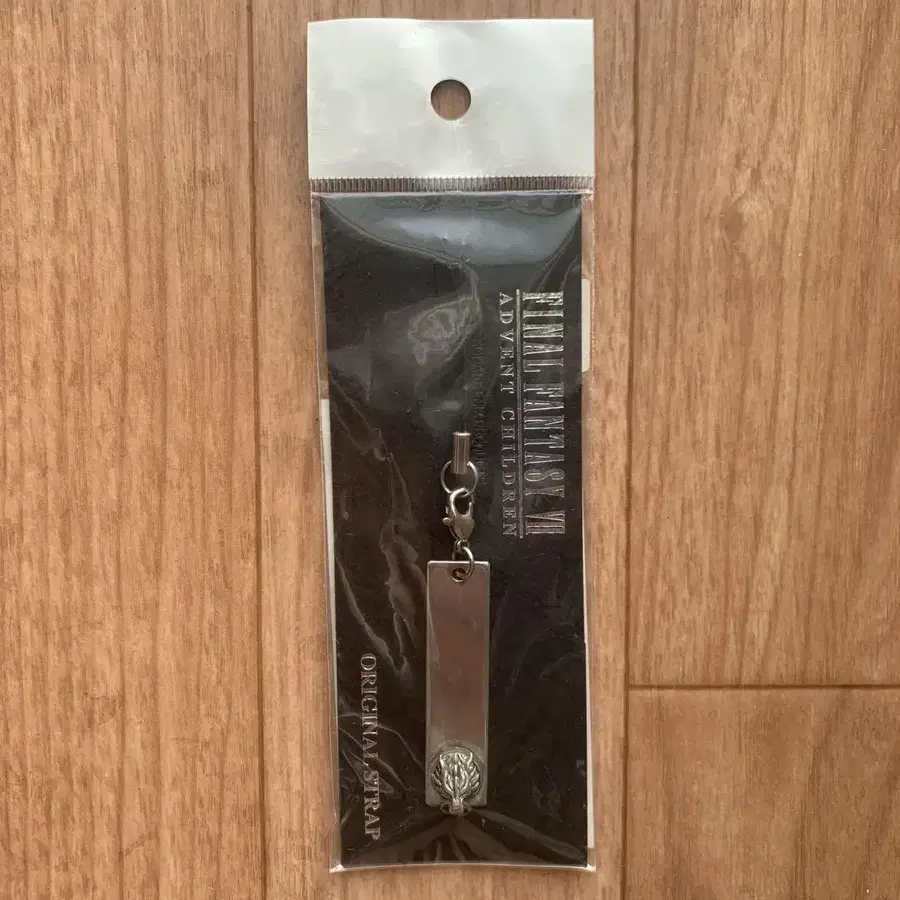 FINAL FANTASY VII
ADVENT CHILDREN
ORIGINAL STRAP